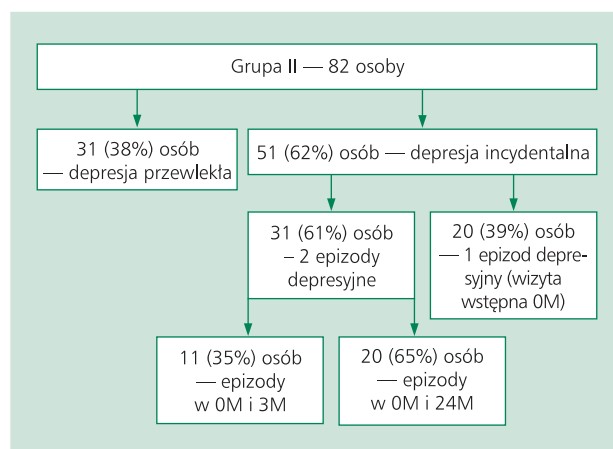 Grupa II — 82 osoby
31 (38%) osób
— depresja przewlekła
51 (62%) osób — depresja incydentalna
31 (61%) osób
– 2 epizody
depresyjne
20 (39%) osób
— 1 epizod depre-
syjny (wizyta
wstępna 0M)
11 (35%) osób
— epizody
w 0M i 3M
20 (65%) osób
— epizody
w 0M i 24M